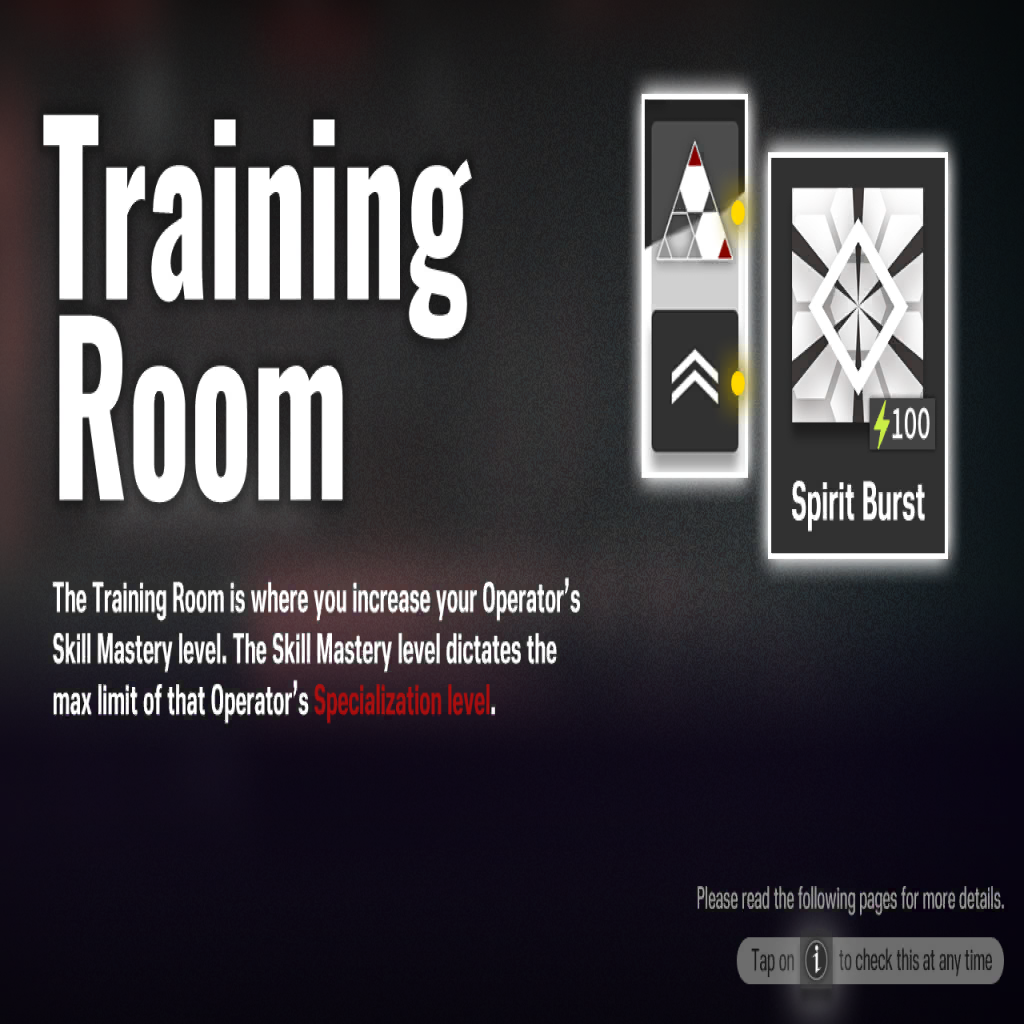 Training
Room
100
Spirit Burst
The Training Room is where you increase your Operator's
Skill Mastery level. The Skill Mastery level dictates the
max limit of that Operator's Specialization level.
Please read the following pages for more details.
Tap on i to check this at any time